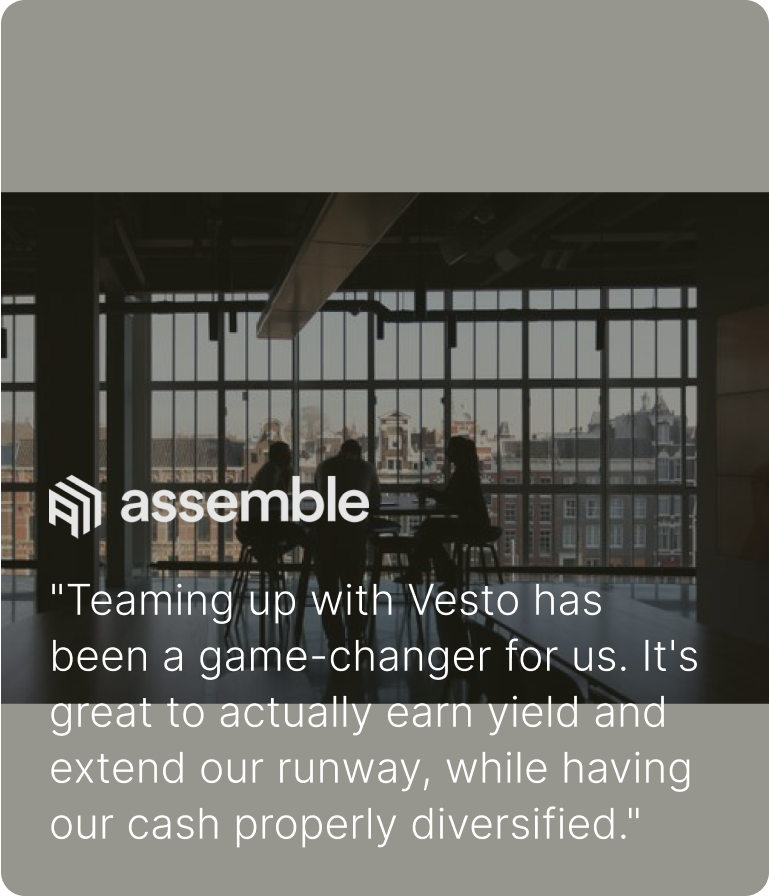 assemble
"Teaming up with Vesto has
been a game-changer for us. It's
great to actually earn yield and
extend our runway, while having
our cash properly diversified."